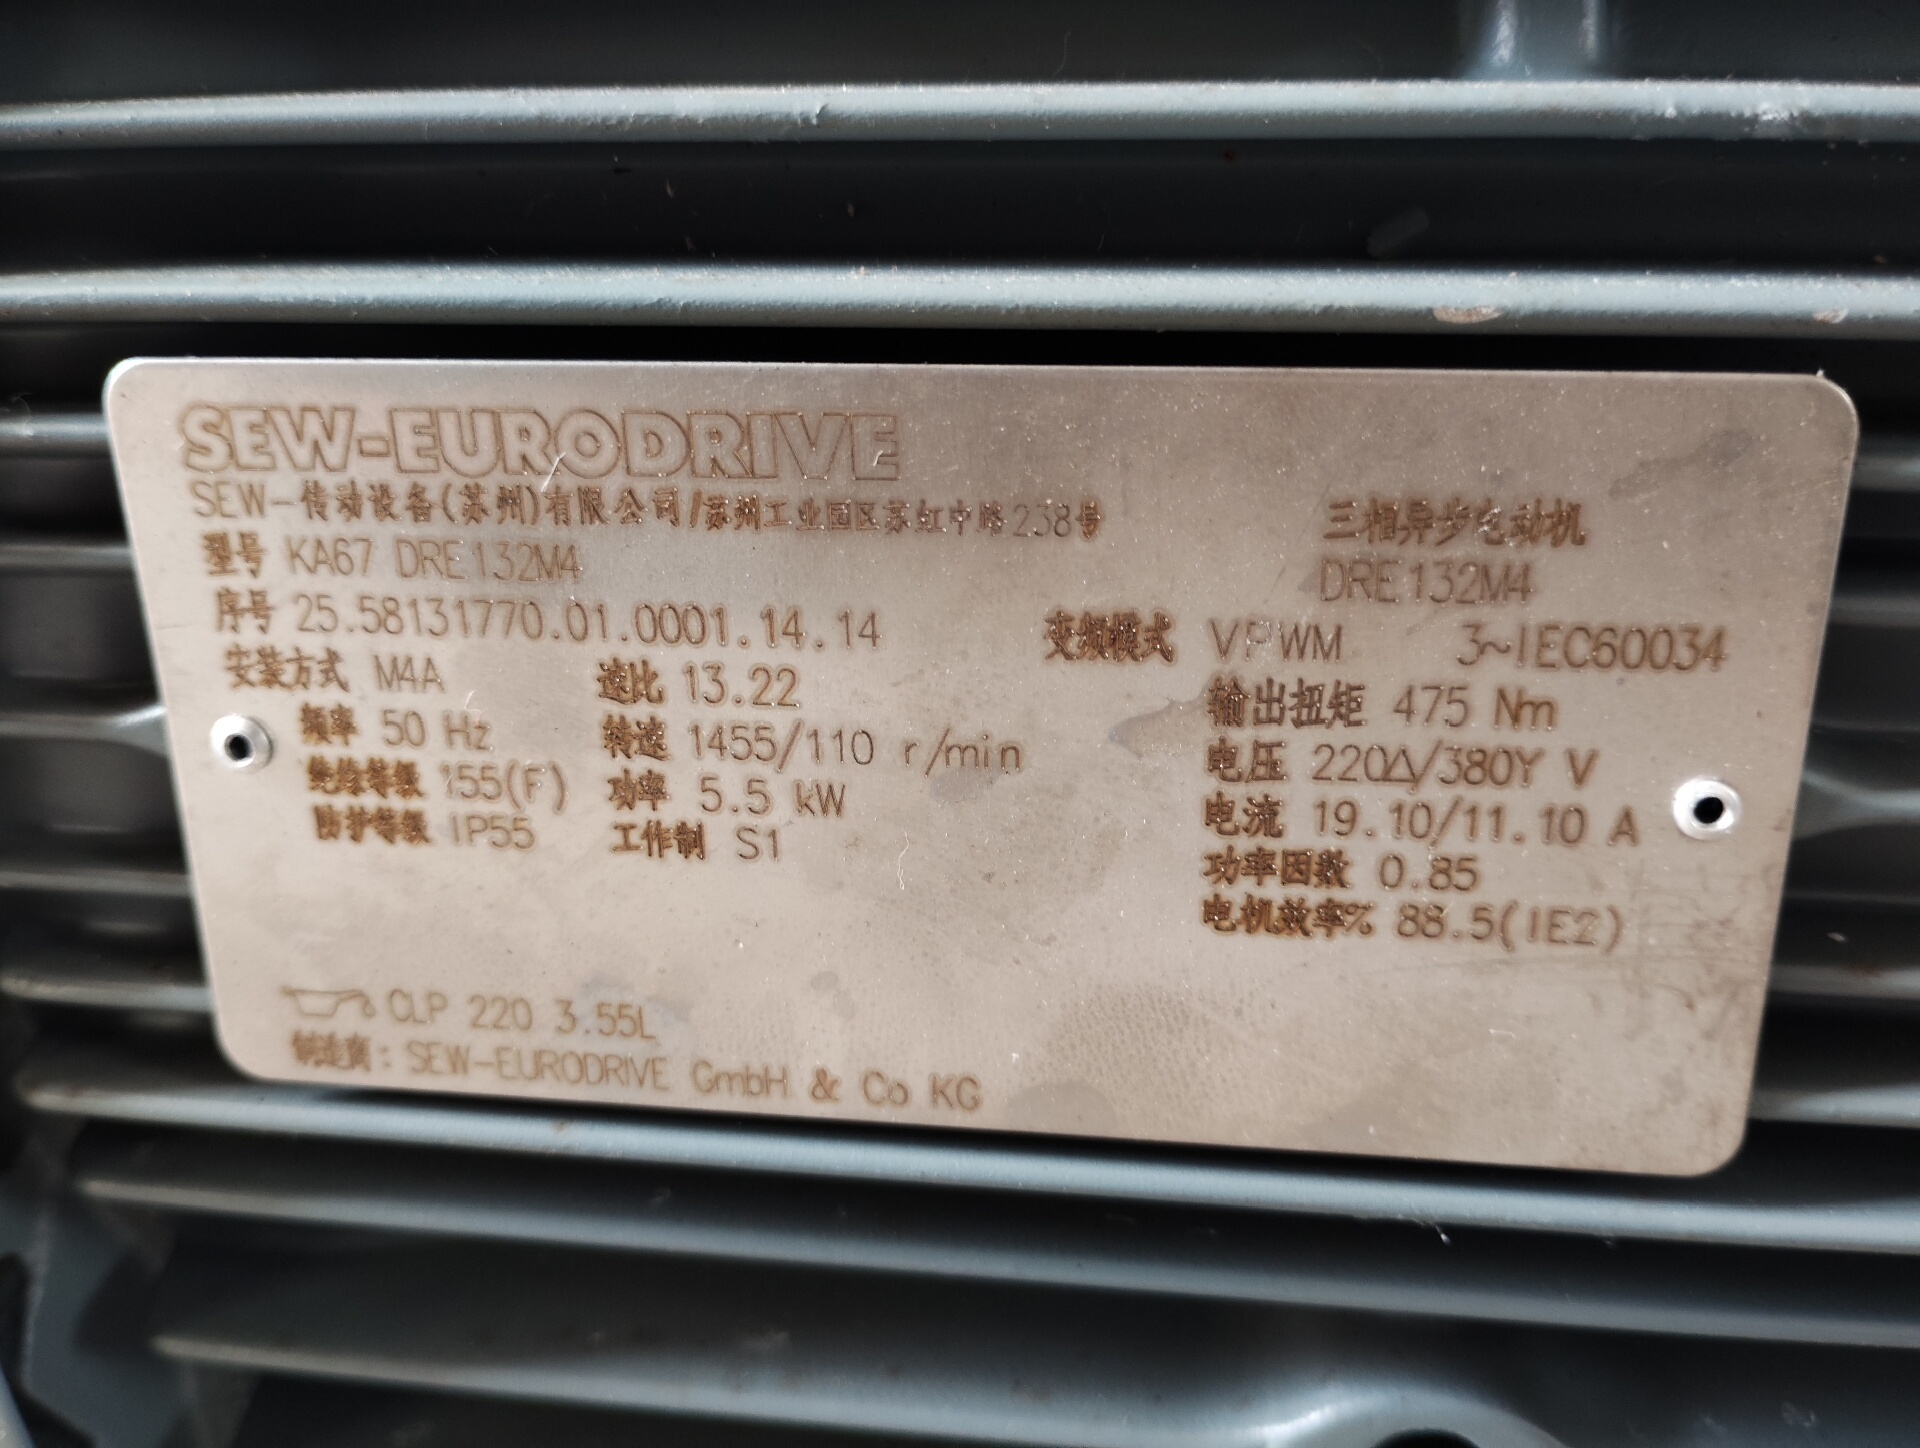 SEW-EURODRIVE
SEW-传动设备(苏州)有限公司/苏州工业园区苏虹中路238号
三相异步电动机
型号 KA67 DRE132M4
DRE132M4
序号 25.58131770.01.0001.14.14
变频模式 VPWM 3~IEC60034
安装方式 M4A 速比 13.22
输出扭矩 475 Nm
频率 50 Hz 转速 1455/110 r/min
电压 220Δ/380Y V
绝缘等级 155(F) 功率 5.5 kW
电流 19.10/11.10 A
防护等级 IP55 工作制 S1
功率因数 0.85
电机效率% 88.5(IE2)
CLP 220 3.55L
制造商: SEW-EURODRIVE GmbH & Co KG